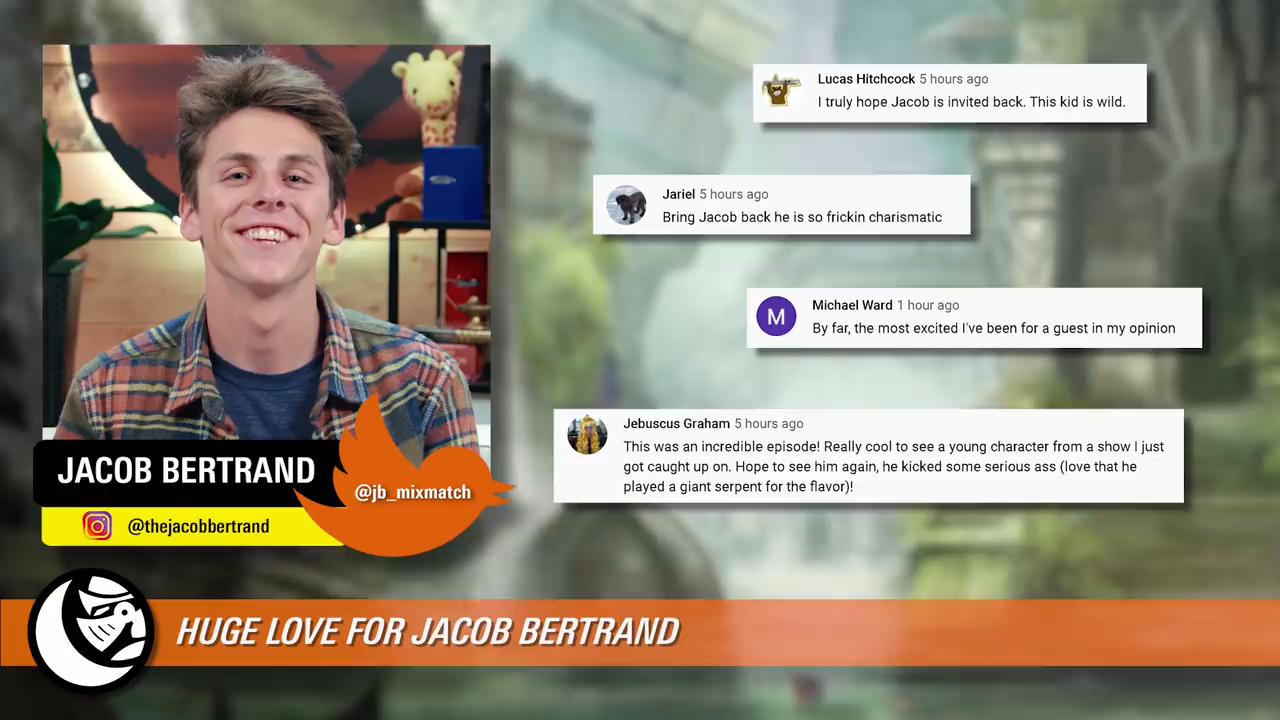 Lucas Hitchcock 5 hours ago
I truly hope Jacob is invited back. This kid is wild.
Jariel 5 hours ago
Bring Jacob back he is so frickin charismatic
M
Michael Ward 1 hour ago
By far, the most excited I've been for a guest in my opinion
Jebuscus Graham 5 hours ago
This was an incredible episode! Really cool to see a young character from a show I just
got caught up on. Hope to see him again, he kicked some serious ass (love that he
played a giant serpent for the flavor)!
JACOB BERTRAND
@jb_mixmatch
@thejacobbertrand
HUGE LOVE FOR JACOB BERTRAND